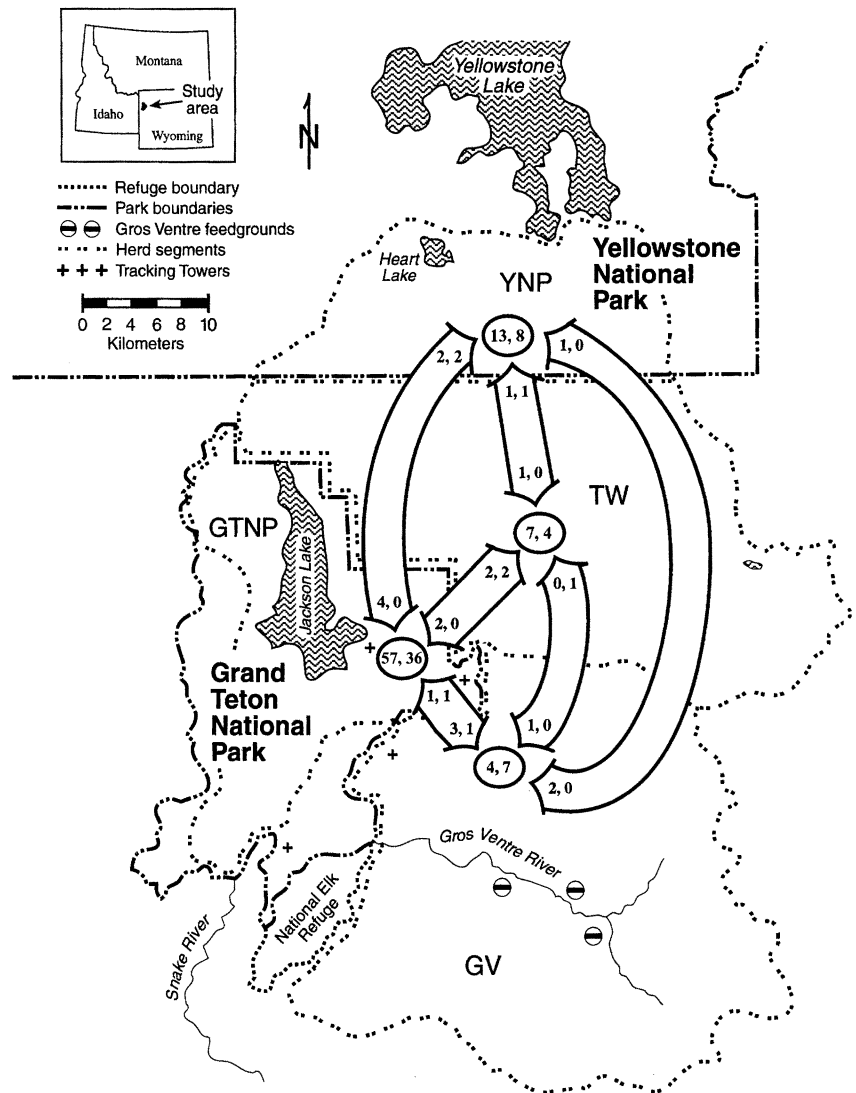 Montana
Study
area
Idaho
Wyoming
N
Yellowstone
Lake
Refuge boundary
Park boundaries
Gros Ventre feedgrounds
Herd segments
Tracking Towers
0 2 4 6 8 10
Kilometers
Heart
Lake
YNP
Yellowstone
National
Park
13, 8
2, 2
1, 0
1, 1
1, 0
TW
GTNP
Jackson Lake
7, 4
2, 2
0, 1
4, 0
2, 0
57, 36
Grand
Teton
National
Park
1, 1
3, 1
1, 0
4, 7
2, 0
Gros Ventre River
National Elk
Refuge
Snake River
GV